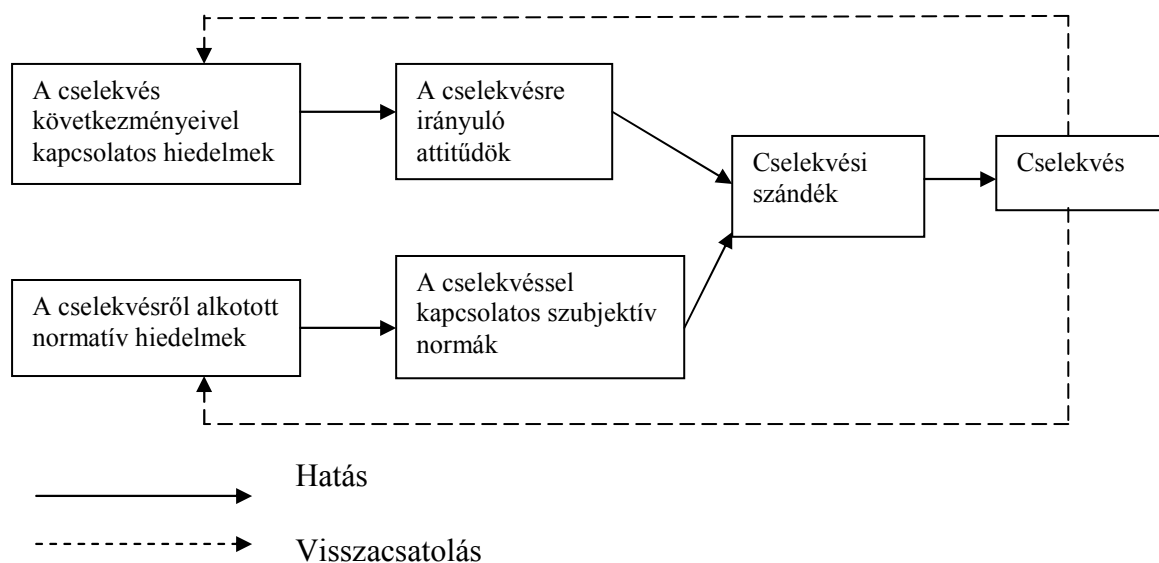 A cselekvés
következményeivel
kapcsolatos hiedelmek
A cselekvésre
irányuló
attitűdök
Cselekvési
szándék
Cselekvés
A cselekvésről alkotott
normatív hiedelmek
A cselekvéssel
kapcsolatos szubjektív
normák
Hatás
Visszacsatolás